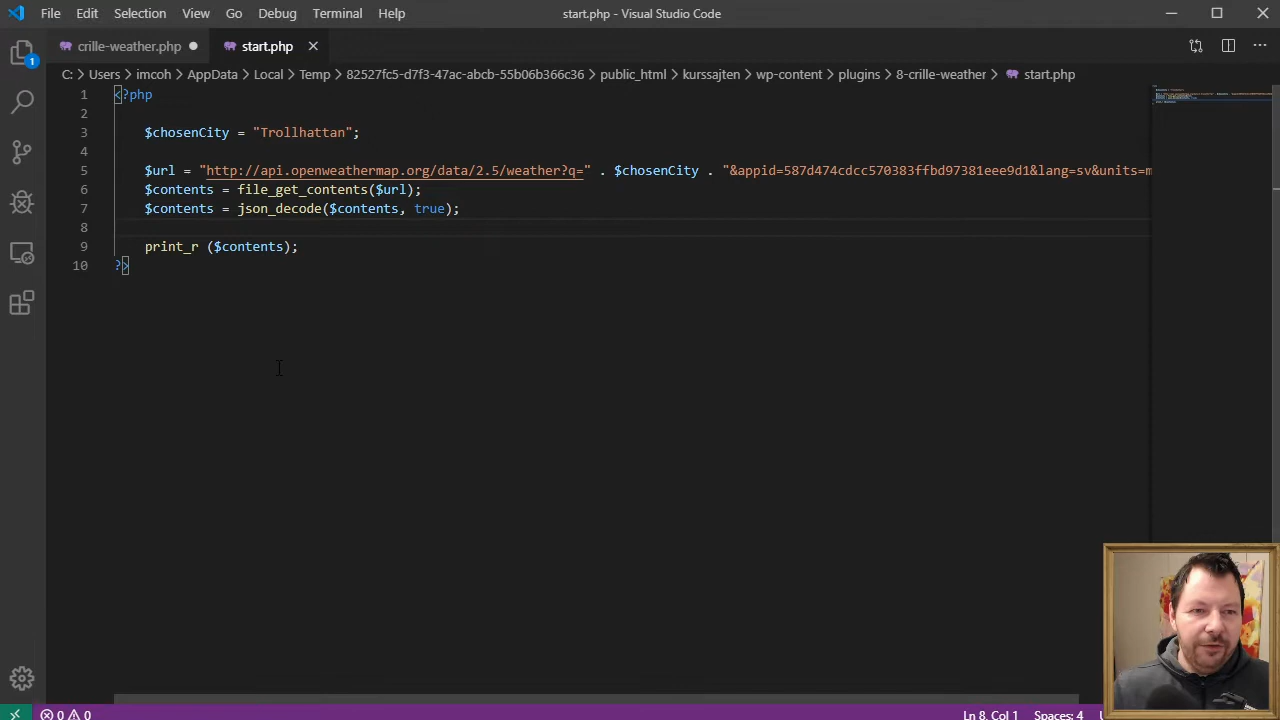 File Edit Selection View Go Debug Terminal Help start.php - Visual Studio Code
crille-weather.php start.php
C: > Users > imcoh > AppData > Local > Temp > 82527fc5-d7f3-47ac-abcb-55b06b366c36 > public_html > kurssajten > wp-content > plugins > 8-crille-weather > start.php
1 <?php
2
3 $chosenCity = "Trollhattan";
4
5 $url = "http://api.openweathermap.org/data/2.5/weather?q=" . $chosenCity . "&appid=587d474cdcc570383ffbd97381eee9d1&lang=sv&units=m
6 $contents = file_get_contents($url);
7 $contents = json_decode($contents, true);
8
9 print_r ($contents);
10 ?>
1
0 0 Ln 8, Col 1 Spaces: 4